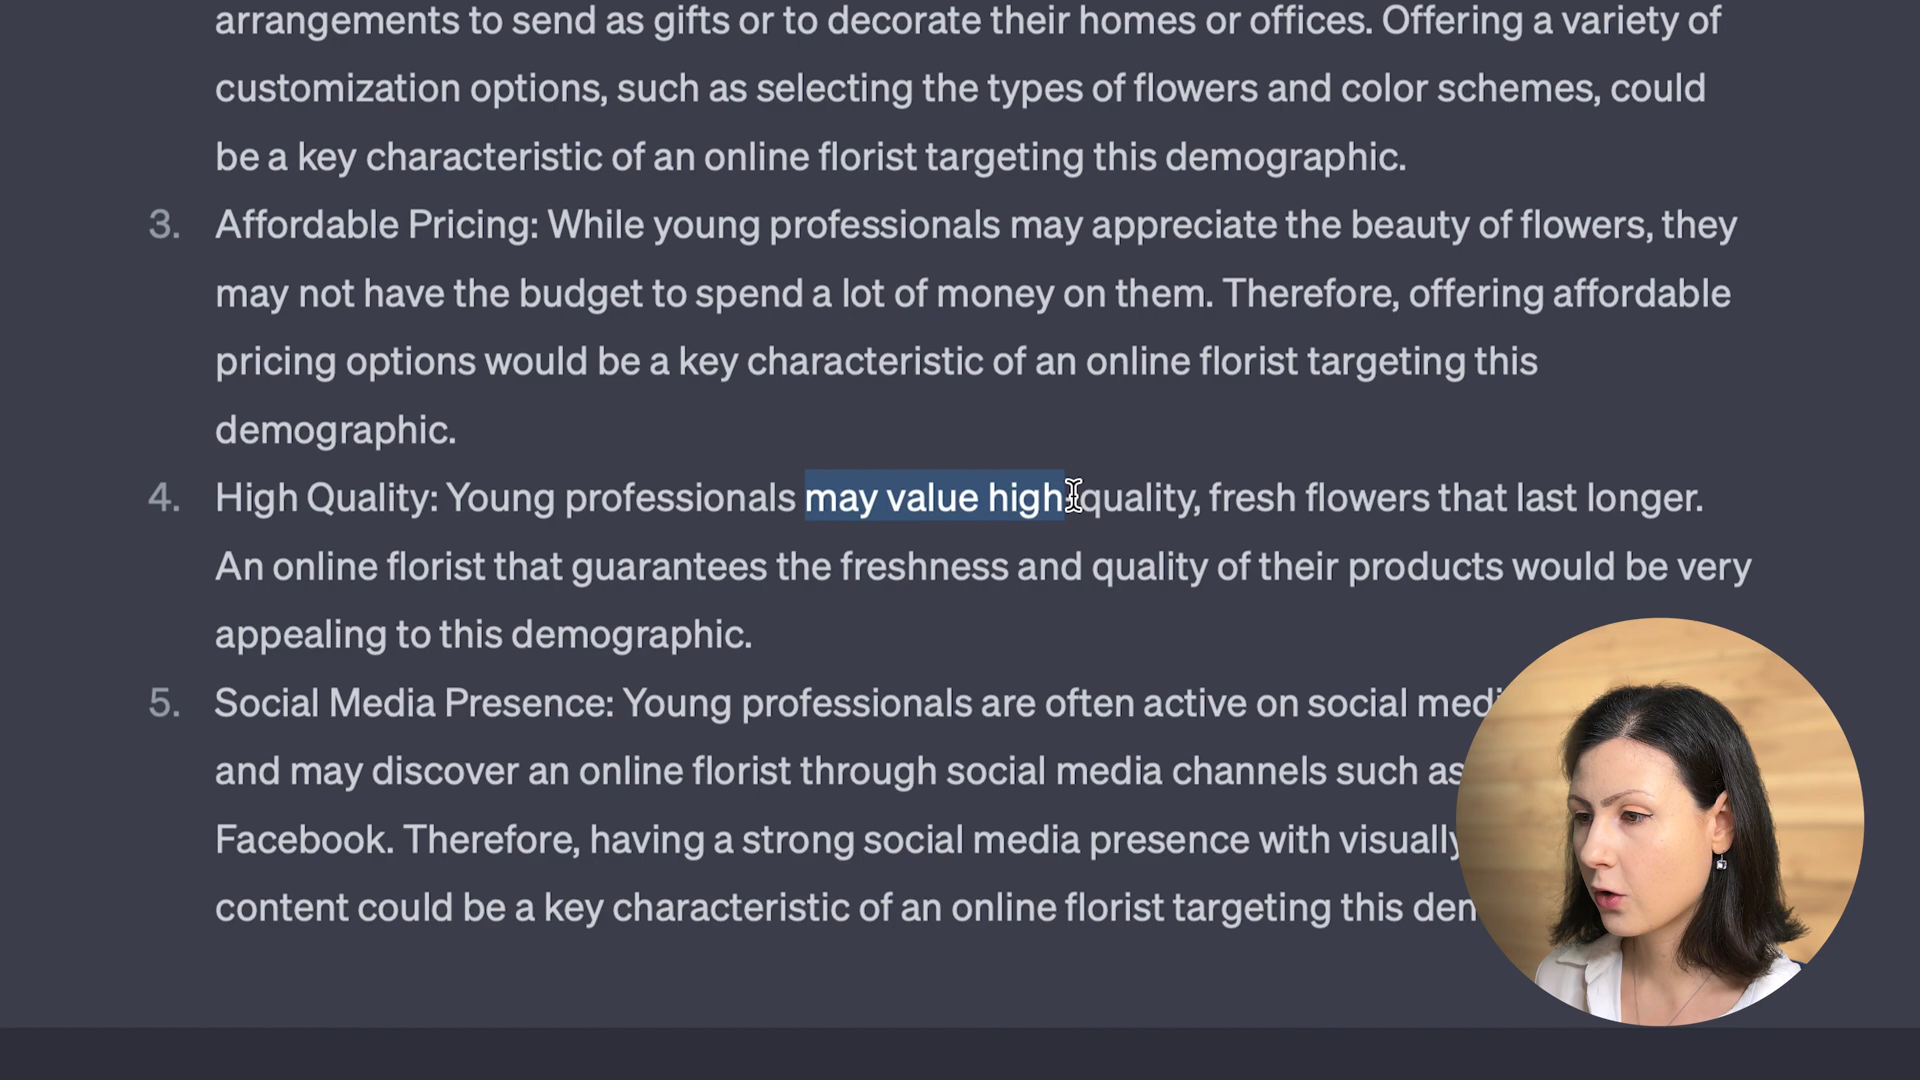 arrangements to send as gifts or to decorate their homes or offices. Offering a variety of
customization options, such as selecting the types of flowers and color schemes, could
be a key characteristic of an online florist targeting this demographic.
3. Affordable Pricing: While young professionals may appreciate the beauty of flowers, they
may not have the budget to spend a lot of money on them. Therefore, offering affordable
pricing options would be a key characteristic of an online florist targeting this
demographic.
4. High Quality: Young professionals may value high-quality, fresh flowers that last longer.
An online florist that guarantees the freshness and quality of their products would be very
appealing to this demographic.
5. Social Media Presence: Young professionals are often active on social
and may discover an online florist through social media channels such as
Facebook. Therefore, having a strong social media presence with visually
content could be a key characteristic of an online florist targeting this